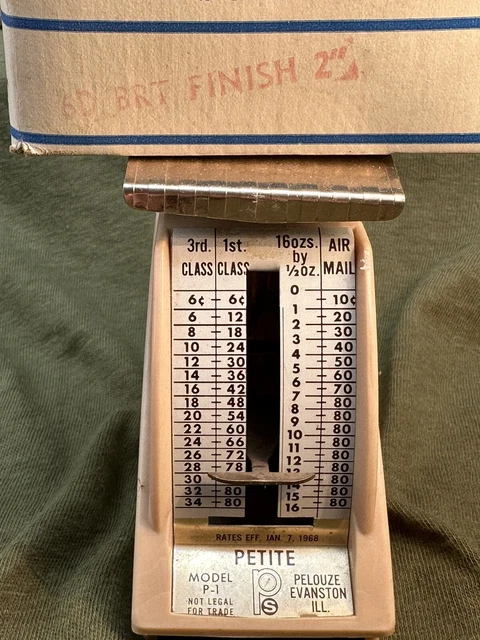 6D BRT FINISH 2"
3rd. 1st. 16ozs. AIR
CLASS CLASS by MAIL
½oz.
0
6¢ 6¢ 10¢
1
6 12 20
2
8 18 30
3
10 24 40
4
12 30 50
5
14 36 60
6
16 42 70
7
18 48 80
8
20 54 80
9
22 60 80
10
24 66 80
11
26 72 80
12
28 78 80
13
30 80
14
32 80 80
15
34 80 80
16
RATES EFF. JAN. 7, 1968
PETITE
MODEL PELOUZE
P-1 EVANSTON
NOT LEGAL ILL.
FOR TRADE
PS